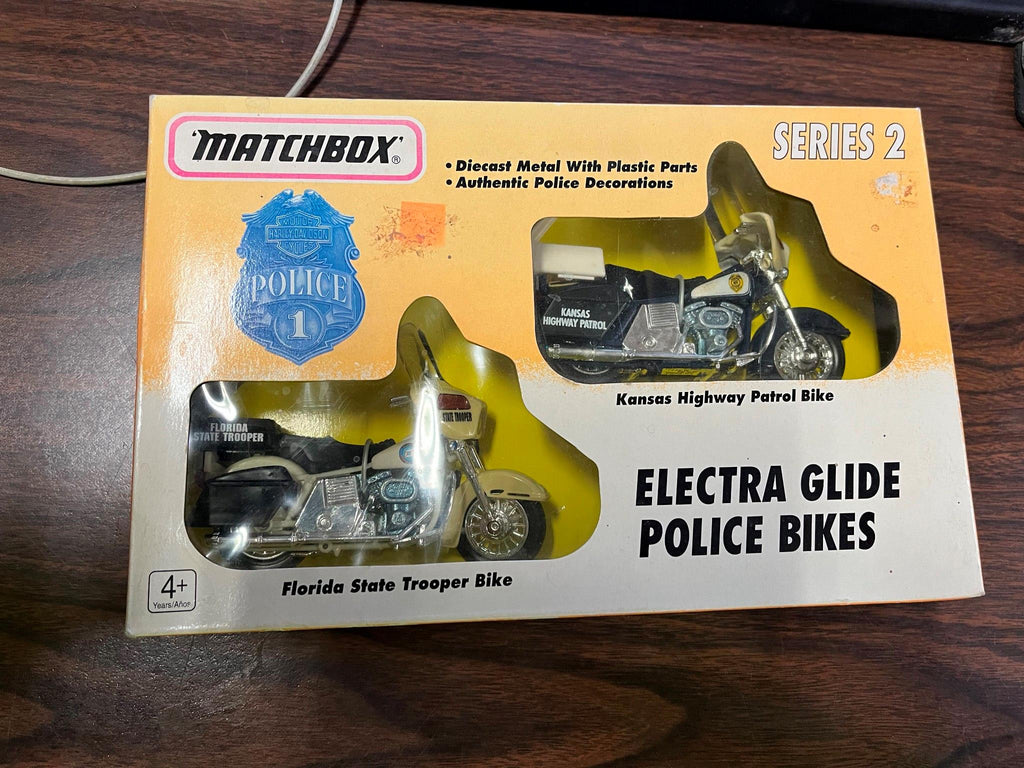 'MATCHBOX'®
SERIES 2
• Diecast Metal With Plastic Parts
• Authentic Police Decorations
MOTOR
HARLEY-DAVIDSON
CYCLES
POLICE
1
KANSAS
HIGHWAY PATROL
Kansas Highway Patrol Bike
FLORIDA
STATE TROOPER
STATE TROOPER
ELECTRA GLIDE
POLICE BIKES
Florida State Trooper Bike
4+
Years/Años